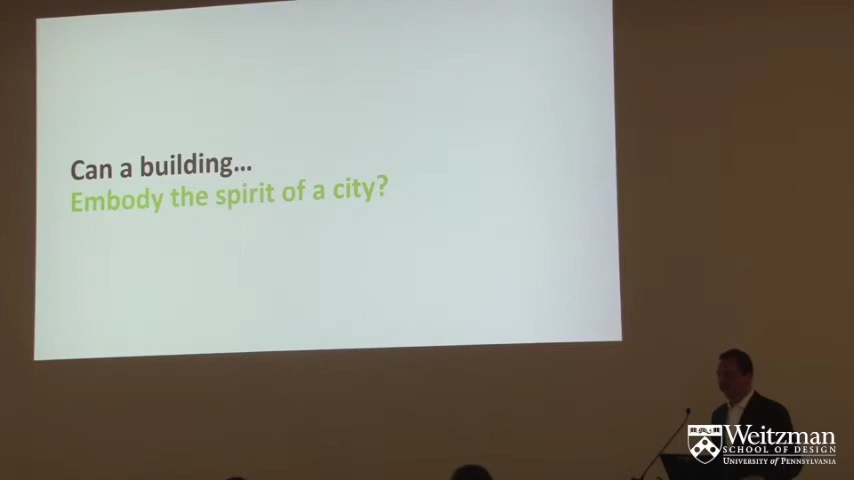 Can a building...
Embody the spirit of a city?
Weitzman
SCHOOL OF DESIGN
UNIVERSITY of PENNSYLVANIA